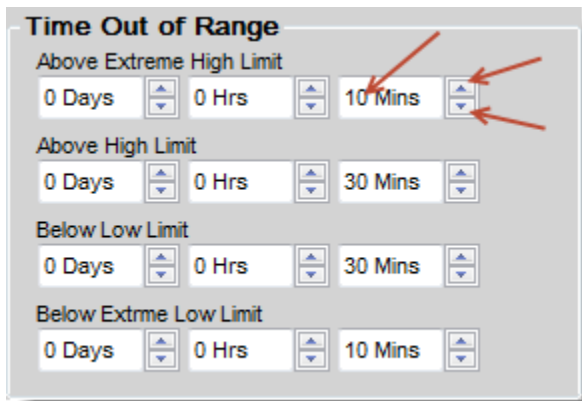 Time Out of Range
Above Extreme High Limit
0 Days 0 Hrs 10 Mins
Above High Limit
0 Days 0 Hrs 30 Mins
Below Low Limit
0 Days 0 Hrs 30 Mins
Below Extrme Low Limit
0 Days 0 Hrs 10 Mins